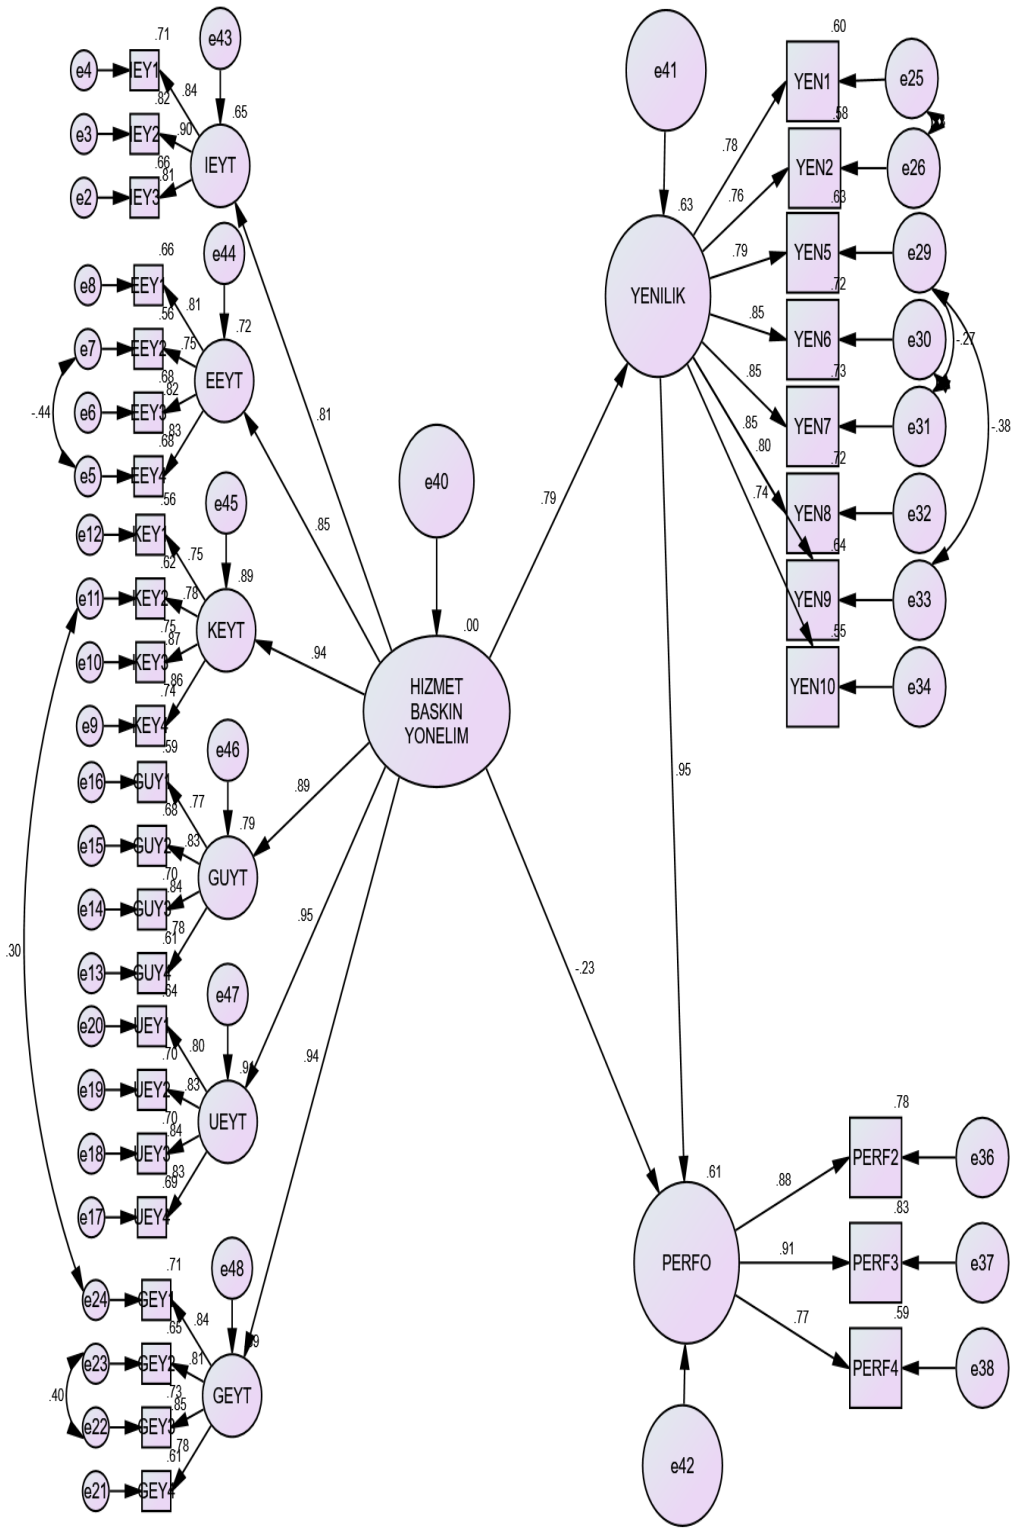 e43
.71
e4
IEY1
.84
.82
.65
e3
IEY2
.90
IEYT
.66
.81
e2
IEY3
e44
.66
e8
EEY1
.81
.56
.72
e7
EEY2
.75
EEYT
.68
.82
e6
EEY3
-.44
.83
.68
e5
EEY4
e45
.56
e12
KEY1
.75
.62
.89
e11
KEY2
.78
KEYT
.75
.87
e10
KEY3
.86
.74
e9
KEY4
e46
.59
e16
GUY1
.77
.68
.79
e15
GUY2
.83
GUYT
.70
.84
e14
GUY3
.78
.61
e13
GUY4
.30
e47
.64
e20
UEY1
.80
.70
e19
UEY2
.83
UEYT
.70
.84
e18
UEY3
.83
.69
e17
UEY4
e48
.71
e24
GEY1
.84
.65
e23
GEY2
.81
GEYT
.73
.85
e22
GEY3
.40
.78
.61
e21
GEY4
.81
.85
.94
.89
.95
.94
e40
.00
HIZMET
BASKIN
YONELIM
.79
-.23
.95
e41
.63
YENILIK
.78
.76
.79
.85
.85
.85
.80
.74
.60
YEN1
e25
.58
YEN2
e26
.63
YEN5
e29
.72
YEN6
e30
-.27
.73
YEN7
e31
-.38
.72
YEN8
e32
.64
YEN9
e33
.55
YEN10
e34
.61
PERFO
e42
.88
.91
.77
.78
PERF2
e36
.83
PERF3
e37
.59
PERF4
e38